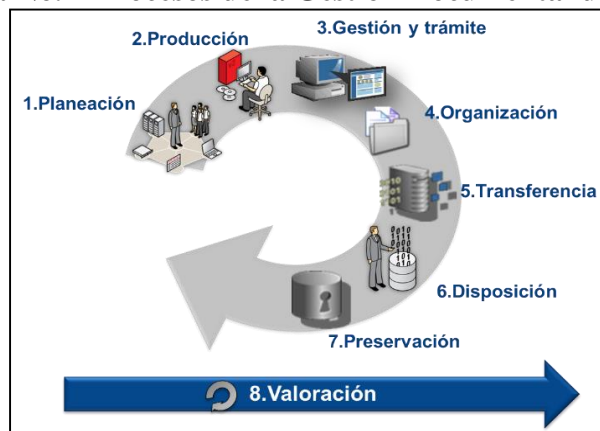 2.Producción
3.Gestión y trámite
1.Planeación
4.Organización
5.Transferencia
6.Disposición
7.Preservación
8.Valoración